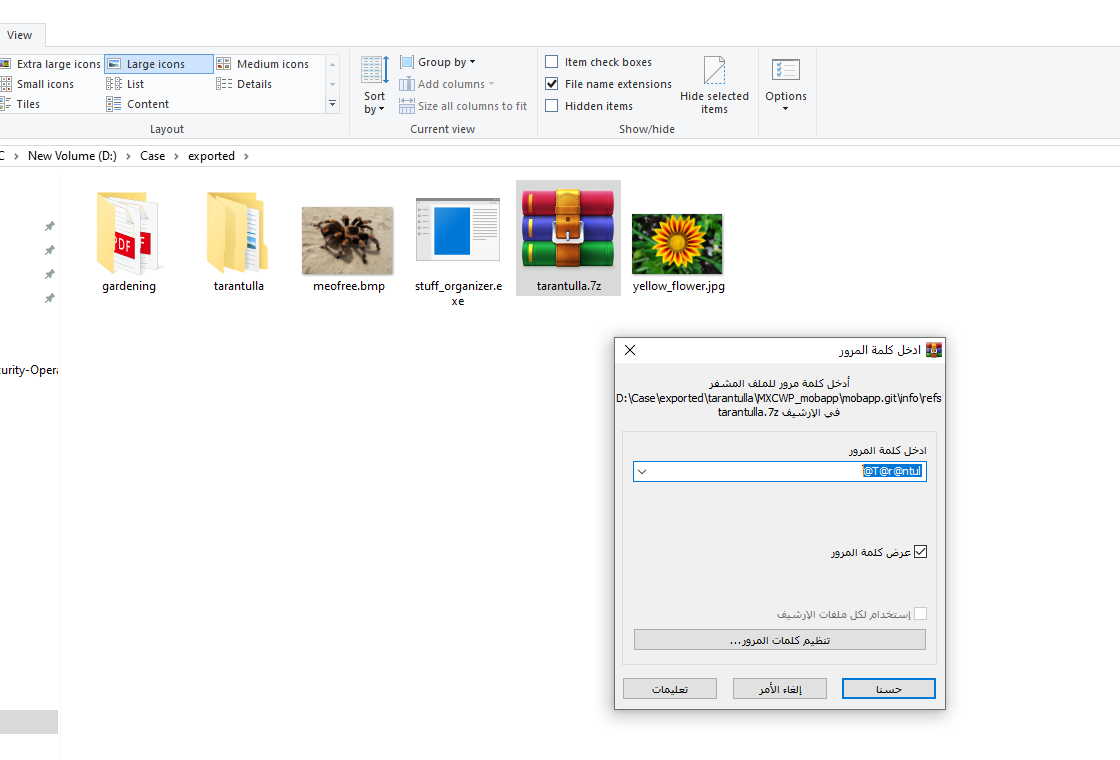 View
Extra large icons
Large icons
Medium icons
Small icons
List
Details
Tiles
Content
Layout
Sort by
Group by
Add columns
Size all columns to fit
Current view
Item check boxes
File name extensions
Hidden items
Hide selected items
Show/hide
Options
C > New Volume (D:) > Case > exported >
gardening
PDF
tarantulla
meofree.bmp
stuff_organizer.e
xe
tarantulla.7z
yellow_flower.jpg
curity-Opera
ادخل كلمة المرور
أدخل كلمة مرور للملف المشفر
D:\Case\exported\tarantulla\MXCWP_mobapp\mobapp.git\info\refs
في الإرشيف tarantulla.7z
ادخل كلمة المرور
@T@r@ntul
عرض كلمة المرور
إستخدام لكل ملفات الإرشيف
تنظيم كلمات المرور...
حسنا
إلغاء الأمر
تعليمات